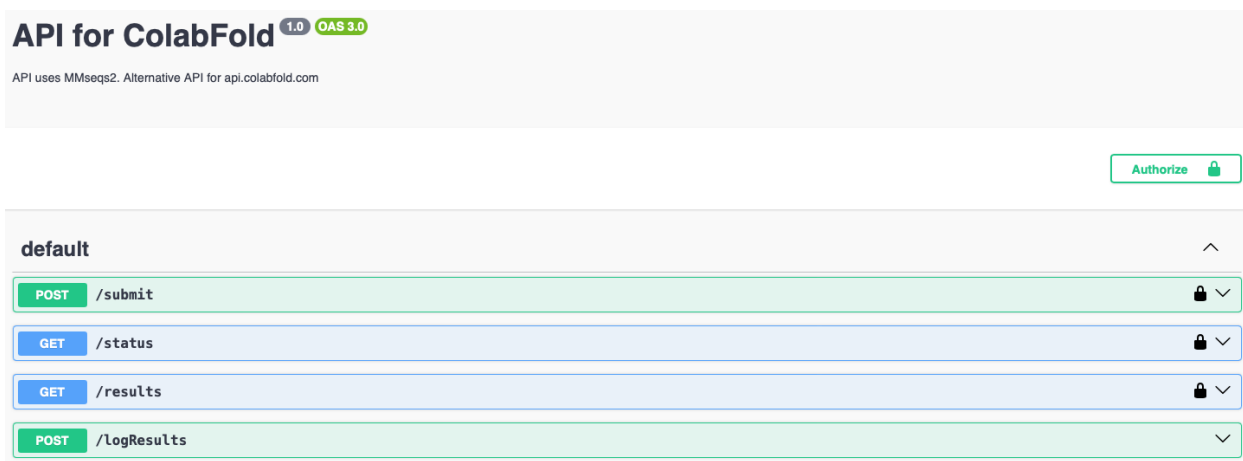 API for ColabFold 1.0 OAS 3.0
API uses MMseqs2. Alternative API for api.colabfold.com
Authorize
default
POST /submit
GET /status
GET /results
POST /logResults